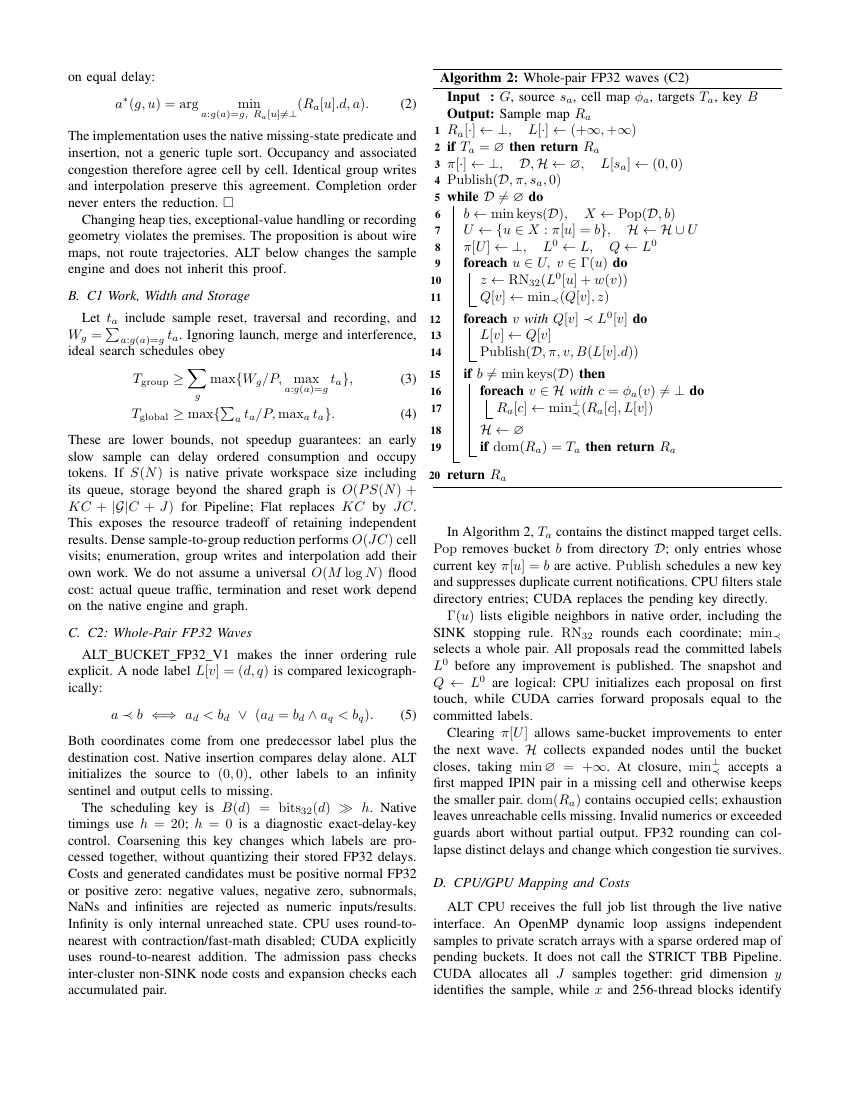 on equal delay:
a*(g, u) = arg min_{a:g(a)=g, R_a[u]≠⊥} (R_a[u].d, a). (2)
The implementation uses the native missing-state predicate and
insertion, not a generic tuple sort. Occupancy and associated
congestion therefore agree cell by cell. Identical group writes
and interpolation preserve this agreement. Completion order
never enters the reduction. □
Changing heap ties, exceptional-value handling or recording
geometry violates the premises. The proposition is about wire
maps, not route trajectories. ALT below changes the sample
engine and does not inherit this proof.
B. C1 Work, Width and Storage
Let t_a include sample reset, traversal and recording, and
W_g = ∑_{a:g(a)=g} t_a. Ignoring launch, merge and interference,
ideal search schedules obey
T_group ≥ ∑_g max{W_g/P, max_{a:g(a)=g} t_a}, (3)
T_global ≥ max{∑_a t_a/P, max_a t_a}. (4)
These are lower bounds, not speedup guarantees: an early
slow sample can delay ordered consumption and occupy
tokens. If S(N) is native private workspace size including
its queue, storage beyond the shared graph is O(PS(N) +
KC + |𝒢|C + J) for Pipeline; Flat replaces KC by JC.
This exposes the resource tradeoff of retaining independent
results. Dense sample-to-group reduction performs O(JC) cell
visits; enumeration, group writes and interpolation add their
own work. We do not assume a universal O(M log N) flood
cost: actual queue traffic, termination and reset work depend
on the native engine and graph.
C. C2: Whole-Pair FP32 Waves
ALT_BUCKET_FP32_V1 makes the inner ordering rule
explicit. A node label L[v] = (d, q) is compared lexicograph-
ically:
a ≺ b ⟺ a_d < b_d ∨ (a_d = b_d ∧ a_q < b_q). (5)
Both coordinates come from one predecessor label plus the
destination cost. Native insertion compares delay alone. ALT
initializes the source to (0, 0), other labels to an infinity
sentinel and output cells to missing.
The scheduling key is B(d) = bits_32(d) ≫ h. Native
timings use h = 20; h = 0 is a diagnostic exact-delay-key
control. Coarsening this key changes which labels are pro-
cessed together, without quantizing their stored FP32 delays.
Costs and generated candidates must be positive normal FP32
or positive zero: negative values, negative zero, subnormals,
NaNs and infinities are rejected as numeric inputs/results.
Infinity is only internal unreached state. CPU uses round-to-
nearest with contraction/fast-math disabled; CUDA explicitly
uses round-to-nearest addition. The admission pass checks
inter-cluster non-SINK node costs and expansion checks each
accumulated pair.
Algorithm 2: Whole-pair FP32 waves (C2)
Input : G, source s_a, cell map ϕ_a, targets T_a, key B
Output: Sample map R_a
1 R_a[·] ← ⊥, L[·] ← (+∞, +∞)
2 if T_a = ∅ then return R_a
3 π[·] ← ⊥, 𝒟, ℋ ← ∅, L[s_a] ← (0, 0)
4 Publish(𝒟, π, s_a, 0)
5 while 𝒟 ≠ ∅ do
6 b ← min keys(𝒟), X ← Pop(𝒟, b)
7 U ← {u ∈ X : π[u] = b}, ℋ ← ℋ ∪ U
8 π[U] ← ⊥, L^0 ← L, Q ← L^0
9 foreach u ∈ U, v ∈ Γ(u) do
10 z ← RN_32(L^0[u] + w(v))
11 Q[v] ← min_≺(Q[v], z)
12 foreach v with Q[v] ≺ L^0[v] do
13 L[v] ← Q[v]
14 Publish(𝒟, π, v, B(L[v].d))
15 if b ≠ min keys(𝒟) then
16 foreach v ∈ ℋ with c = ϕ_a(v) ≠ ⊥ do
17 R_a[c] ← min_≺^⊥(R_a[c], L[v])
18 ℋ ← ∅
19 if dom(R_a) = T_a then return R_a
20 return R_a
In Algorithm 2, T_a contains the distinct mapped target cells.
Pop removes bucket b from directory 𝒟; only entries whose
current key π[u] = b are active. Publish schedules a new key
and suppresses duplicate current notifications. CPU filters stale
directory entries; CUDA replaces the pending key directly.
Γ(u) lists eligible neighbors in native order, including the
SINK stopping rule. RN_32 rounds each coordinate; min_≺
selects a whole pair. All proposals read the committed labels
L^0 before any improvement is published. The snapshot and
Q ← L^0 are logical: CPU initializes each proposal on first
touch, while CUDA carries forward proposals equal to the
committed labels.
Clearing π[U] allows same-bucket improvements to enter
the next wave. ℋ collects expanded nodes until the bucket
closes, taking min ∅ = +∞. At closure, min_≺^⊥ accepts a
first mapped IPIN pair in a missing cell and otherwise keeps
the smaller pair. dom(R_a) contains occupied cells; exhaustion
leaves unreachable cells missing. Invalid numerics or exceeded
guards abort without partial output. FP32 rounding can col-
lapse distinct delays and change which congestion tie survives.
D. CPU/GPU Mapping and Costs
ALT CPU receives the full job list through the live native
interface. An OpenMP dynamic loop assigns independent
samples to private scratch arrays with a sparse ordered map of
pending buckets. It does not call the STRICT TBB Pipeline.
CUDA allocates all J samples together: grid dimension y
identifies the sample, while x and 256-thread blocks identify